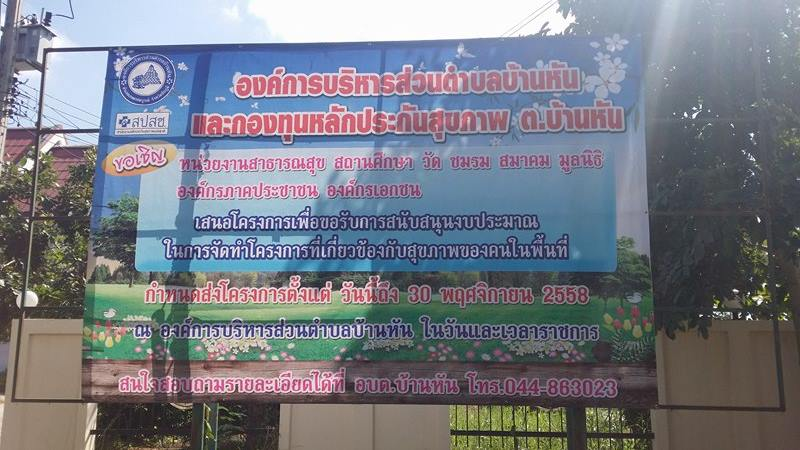 องค์การบริหารส่วนตำบลบ้านหัน
และกองทุนหลักประกันสุขภาพ ต.บ้านหัน
สปสช.
ขอเชิญ หน่วยงานสาธารณสุข สถานศึกษา วัด ชมรม สมาคม มูลนิธิ
องค์กรภาคประชาชน องค์กรเอกชน
เสนอโครงการเพื่อขอรับการสนับสนุนงบประมาณ
ในการจัดทำโครงการที่เกี่ยวข้องกับสุขภาพของคนในพื้นที่
กำหนดส่งโครงการตั้งแต่ วันนี้ถึง 30 พฤศจิกายน 2558
ณ องค์การบริหารส่วนตำบลบ้านหัน ในวันและเวลาราชการ
สนใจสอบถามรายละเอียดได้ที่ อบต.บ้านหัน โทร.044-863023